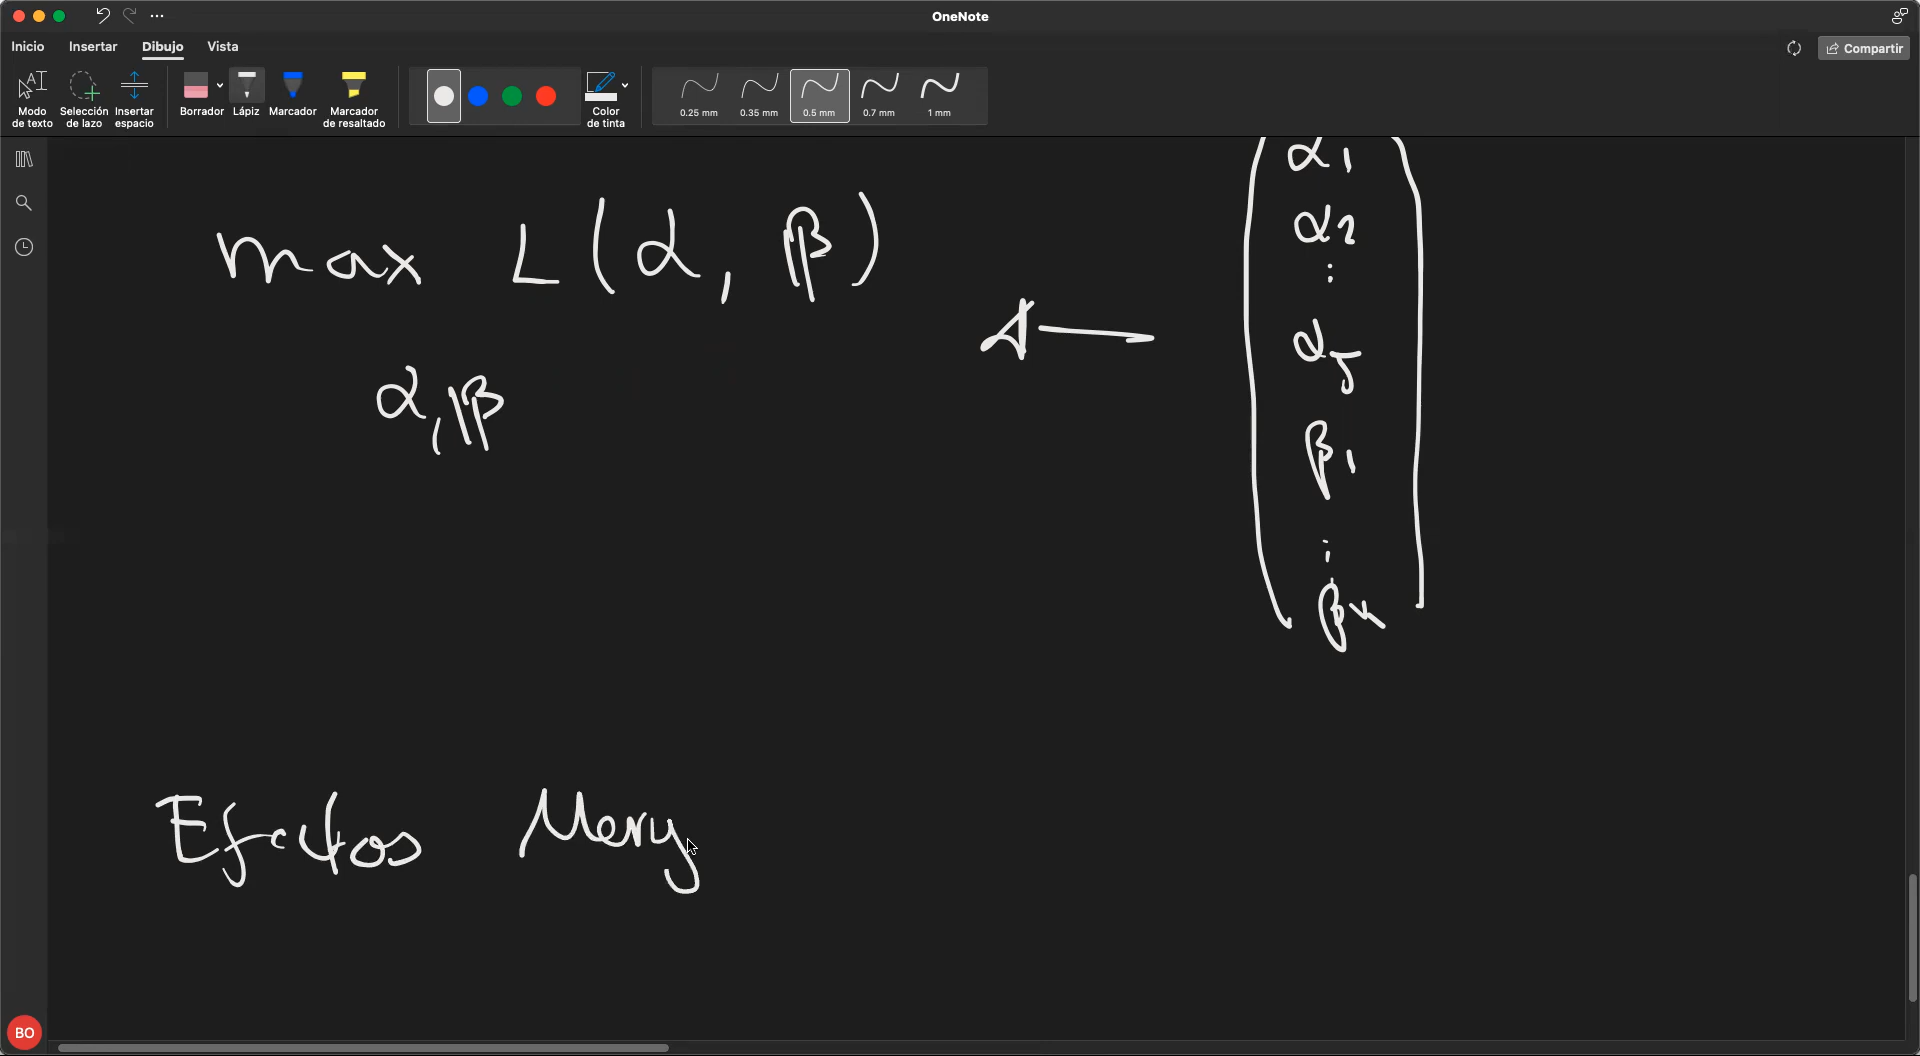 OneNote
Inicio Insertar Dibujo Vista
Compartir
Modo de texto
Selección de lazo
Insertar espacio
Borrador
Lápiz
Marcador
Marcador de resaltado
Color de tinta
0.25 mm 0.35 mm 0.5 mm 0.7 mm 1 mm
max L(α, β)
α, β
α1
α2
⋮
αJ
β1
⋮
βk
Efectos Merg
BO